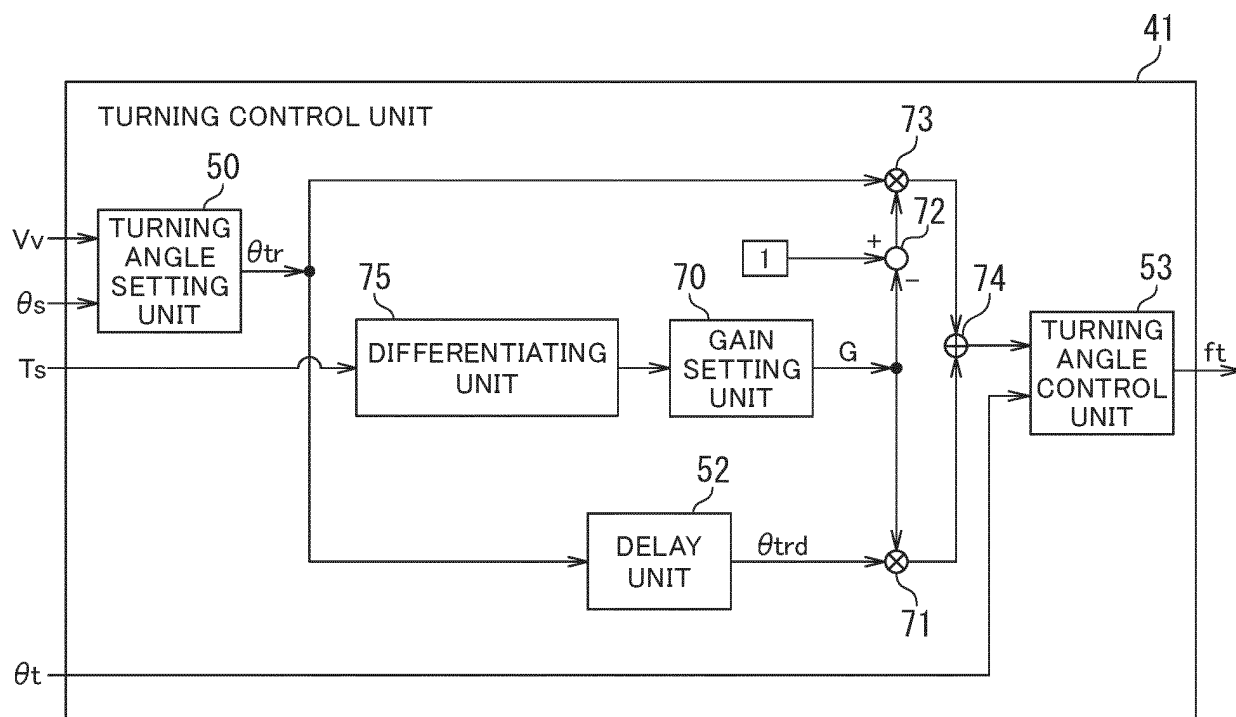 41
TURNING CONTROL UNIT
73
50
TURNING
ANGLE
SETTING
UNIT
Vv
θs
θtr
72
+
1
−
75
DIFFERENTIATING
UNIT
70
GAIN
SETTING
UNIT
G
74
53
TURNING
ANGLE
CONTROL
UNIT
ft
Ts
52
DELAY
UNIT
θtrd
71
θt